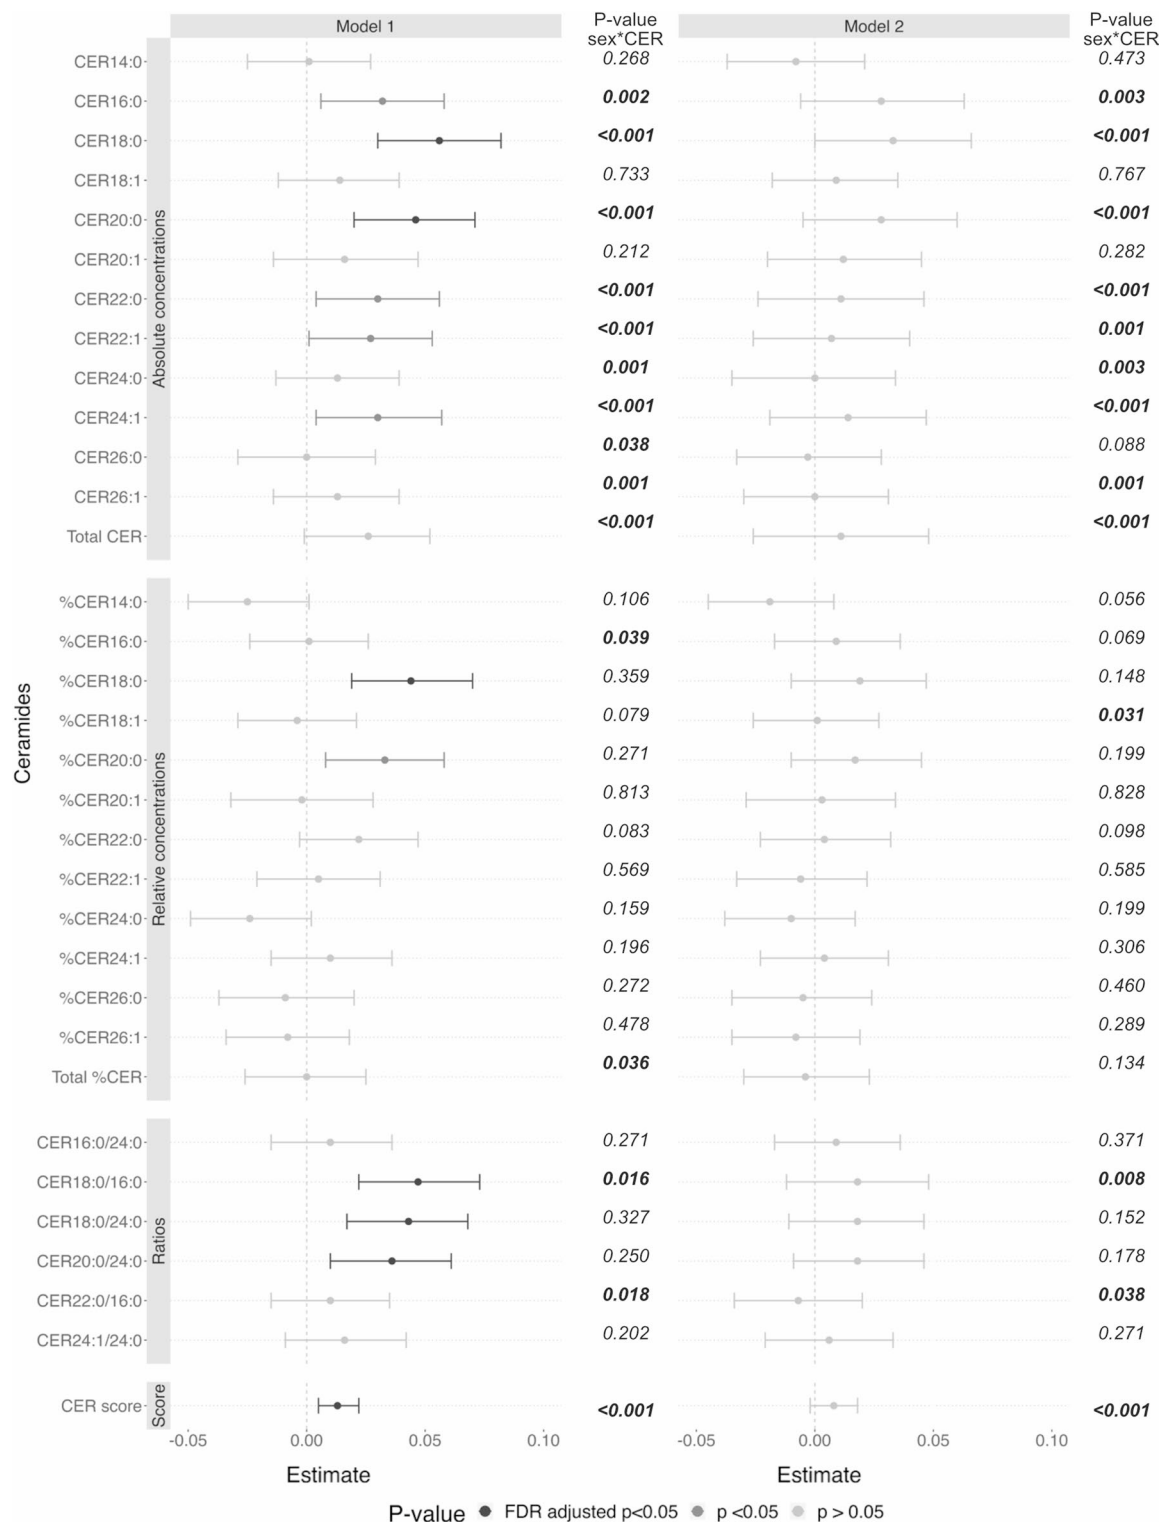 Model 1 P-value Model 2 P-value
sex*CER sex*CER
CER14:0 0.268 0.473
CER16:0 0.002 0.003
CER18:0 <0.001 <0.001
CER18:1 0.733 0.767
CER20:0 <0.001 <0.001
CER20:1 0.212 0.282
CER22:0 <0.001 <0.001
CER22:1 <0.001 0.001
CER24:0 0.001 0.003
CER24:1 <0.001 <0.001
CER26:0 0.038 0.088
CER26:1 0.001 0.001
Total CER <0.001 <0.001
Absolute concentrations
%CER14:0 0.106 0.056
%CER16:0 0.039 0.069
%CER18:0 0.359 0.148
%CER18:1 0.079 0.031
%CER20:0 0.271 0.199
%CER20:1 0.813 0.828
%CER22:0 0.083 0.098
%CER22:1 0.569 0.585
%CER24:0 0.159 0.199
%CER24:1 0.196 0.306
%CER26:0 0.272 0.460
%CER26:1 0.478 0.289
Total %CER 0.036 0.134
Relative concentrations
Ceramides
CER16:0/24:0 0.271 0.371
CER18:0/16:0 0.016 0.008
CER18:0/24:0 0.327 0.152
CER20:0/24:0 0.250 0.178
CER22:0/16:0 0.018 0.038
CER24:1/24:0 0.202 0.271
Ratios
CER score <0.001 <0.001
Score
-0.05 0.00 0.05 0.10 -0.05 0.00 0.05 0.10
Estimate Estimate
P-value FDR adjusted p<0.05 p <0.05 p > 0.05